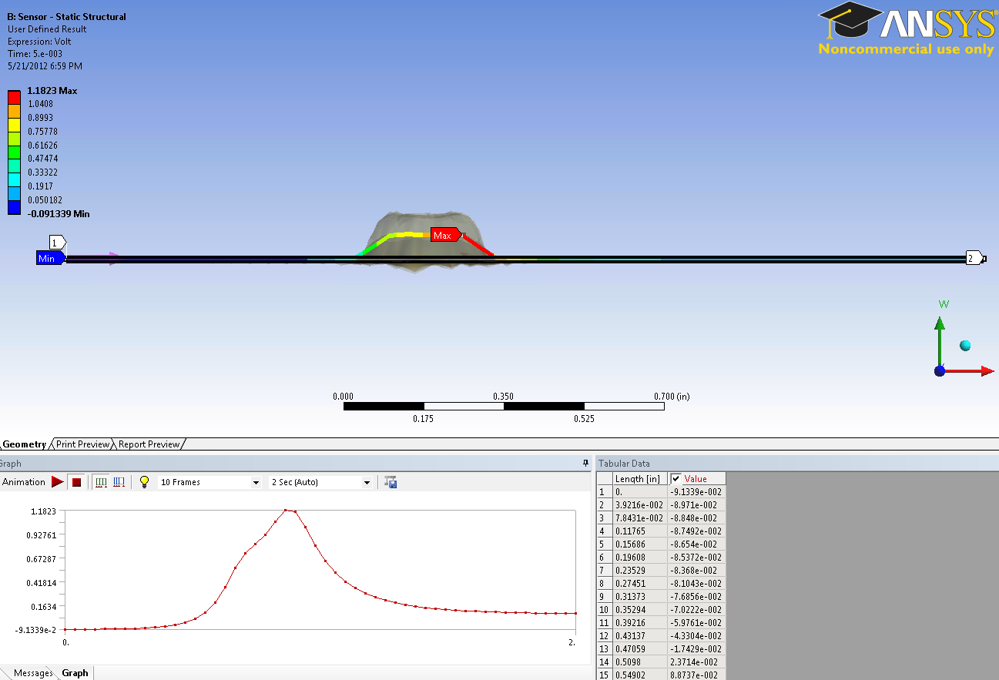 B: Sensor - Static Structural
User Defined Result
Expression: Volt
Time: 5.e-003
5/21/2012 6:59 PM
ANSYS
Noncommercial use only
1.1823 Max
1.0408
0.8993
0.75778
0.61626
0.47474
0.33322
0.1917
0.050182
-0.091339 Min
1
Min
Max
2
W
0.000
0.350
0.700 (in)
0.175
0.525
Geometry
Print Preview
Report Preview
Graph
Animation
10 Frames
2 Sec (Auto)
1.1823
0.92761
0.67287
0.41814
0.1634
-9.1339e-2
0.
2.
Messages
Graph
Tabular Data
Length [in] Value
1 0. -9.1339e-002
2 3.9216e-002 -8.971e-002
3 7.8431e-002 -8.848e-002
4 0.11765 -8.7492e-002
5 0.15686 -8.654e-002
6 0.19608 -8.5372e-002
7 0.23529 -8.368e-002
8 0.27451 -8.1043e-002
9 0.31373 -7.6856e-002
10 0.35294 -7.0222e-002
11 0.39216 -5.9761e-002
12 0.43137 -4.3304e-002
13 0.47059 -1.7429e-002
14 0.5098 2.3714e-002
15 0.54902 8.8737e-002